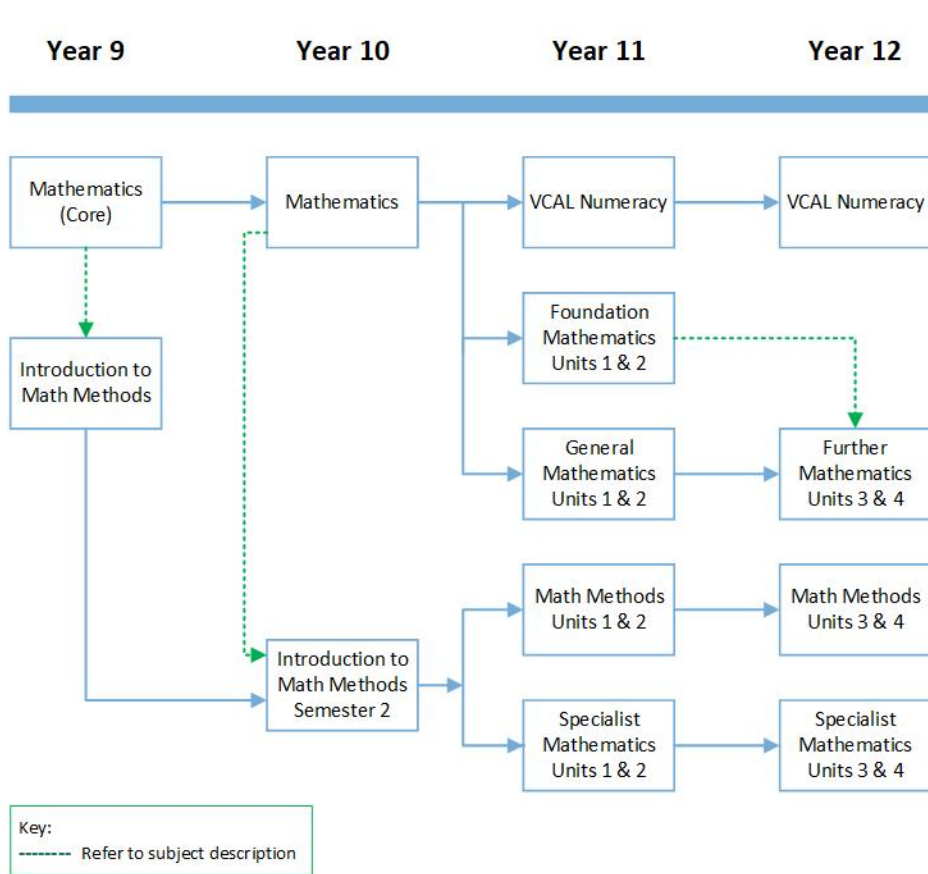 Year 9
Year 10
Year 11
Year 12
Mathematics
(Core)
Mathematics
VCAL Numeracy
VCAL Numeracy
Foundation
Mathematics
Units 1 & 2
Introduction to
Math Methods
General
Mathematics
Units 1 & 2
Further
Mathematics
Units 3 & 4
Math Methods
Units 1 & 2
Math Methods
Units 3 & 4
Introduction to
Math Methods
Semester 2
Specialist
Mathematics
Units 1 & 2
Specialist
Mathematics
Units 3 & 4
Key:
Refer to subject description